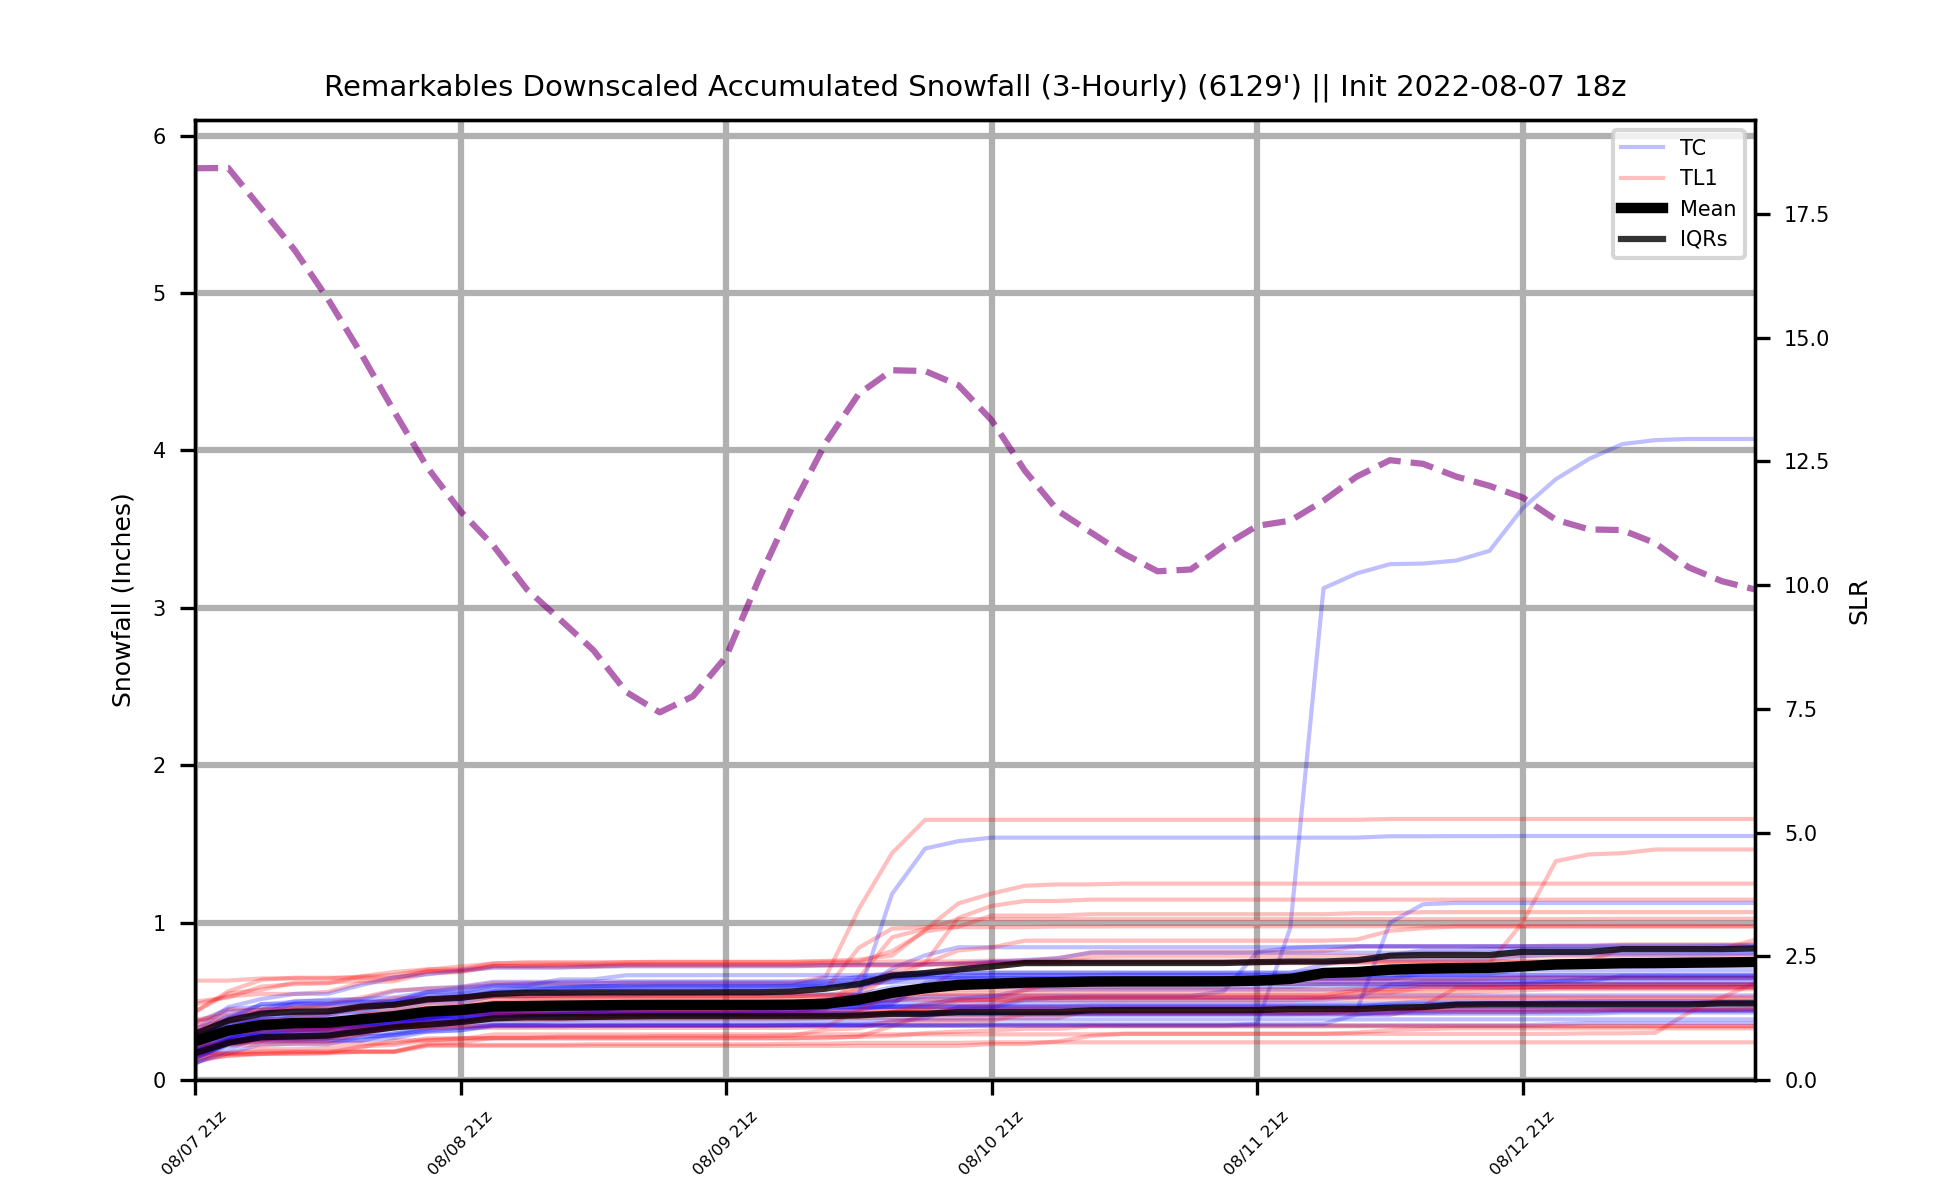 Remarkables Downscaled Accumulated Snowfall (3-Hourly) (6129') || Init 2022-08-07 18z
TC
TL1
Mean
IQRs
Snowfall (Inches)
6
5
4
3
2
1
0
SLR
17.5
15.0
12.5
10.0
7.5
5.0
2.5
0.0
08/07 21z
08/08 21z
08/09 21z
08/10 21z
08/11 21z
08/12 21z